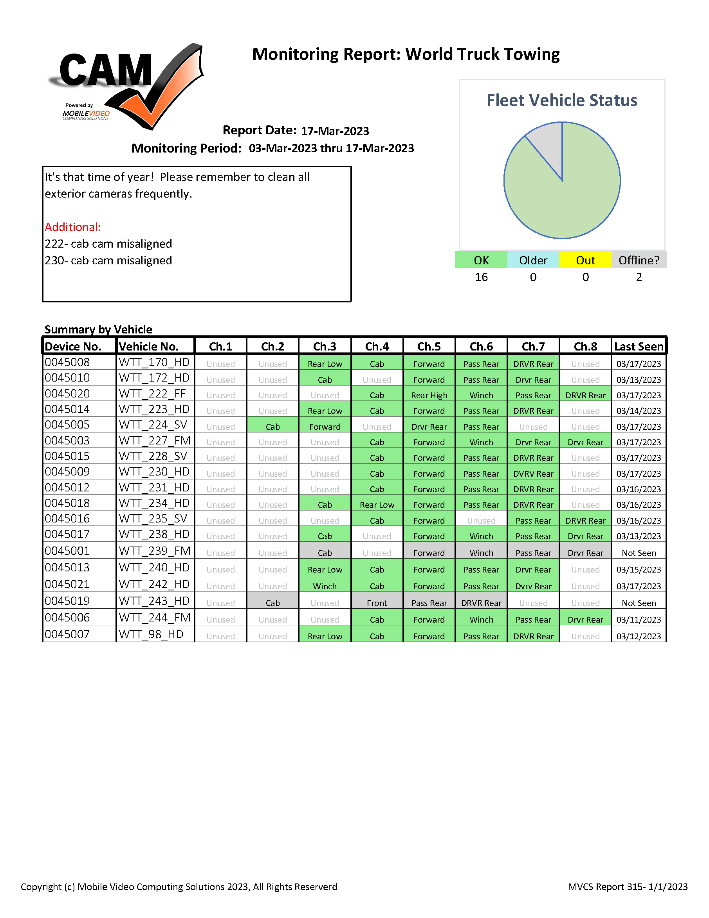 CAM
Powered by
MOBILEVIDEO
COMPUTING SOLUTIONS
Monitoring Report: World Truck Towing
Report Date: 17-Mar-2023
Monitoring Period: 03-Mar-2023 thru 17-Mar-2023
It's that time of year! Please remember to clean all
exterior cameras frequently.
Additional:
222- cab cam misaligned
230- cab cam misaligned
Fleet Vehicle Status
OK Older Out Offline?
16 0 0 2
Summary by Vehicle
Device No. Vehicle No. Ch.1 Ch.2 Ch.3 Ch.4 Ch.5 Ch.6 Ch.7 Ch.8 Last Seen
0045008 WTT_170_HD Unused Unused Rear Low Cab Forward Pass Rear DRVR Rear Unused 03/17/2023
0045010 WTT_172_HD Unused Unused Cab Unused Forward Pass Rear Drvr Rear Unused 03/13/2023
0045020 WTT_222_FF Unused Unused Unused Cab Rear High Winch Pass Rear DRVR Rear 03/17/2023
0045014 WTT_223_HD Unused Unused Rear Low Cab Forward Pass Rear DRVR Rear Unused 03/14/2023
0045005 WTT_224_SV Unused Cab Forward Unused Drvr Rear Pass Rear Unused Unused 03/17/2023
0045003 WTT_227_FM Unused Unused Unused Cab Forward Winch Drvr Rear Drvr Rear 03/17/2023
0045015 WTT_228_SV Unused Unused Unused Cab Forward Pass Rear DRVR Rear Unused 03/17/2023
0045009 WTT_230_HD Unused Unused Unused Cab Forward Pass Rear DVRV Rear Unused 03/17/2023
0045012 WTT_231_HD Unused Unused Unused Cab Forward Pass Rear DRVR Rear Unused 03/16/2023
0045018 WTT_234_HD Unused Unused Cab Rear Low Forward Pass Rear DRVR Rear Unused 03/16/2023
0045016 WTT_235_SV Unused Unused Unused Cab Forward Unused Pass Rear DRVR Rear 03/16/2023
0045017 WTT_238_HD Unused Unused Cab Unused Forward Winch Pass Rear Drvr Rear 03/13/2023
0045001 WTT_239_FM Unused Unused Cab Unused Forward Winch Pass Rear Drvr Rear Not Seen
0045013 WTT_240_HD Unused Unused Rear Low Cab Forward Pass Rear Drvr Rear Unused 03/15/2023
0045021 WTT_242_HD Unused Unused Winch Cab Forward Pass Rear Dvrv Rear Unused 03/17/2023
0045019 WTT_243_HD Unused Cab Unused Front Pass Rear DRVR Rear Unused Unused Not Seen
0045006 WTT_244_FM Unused Unused Unused Cab Forward Winch Pass Rear Drvr Rear 03/11/2023
0045007 WTT_98_HD Unused Unused Rear Low Cab Forward Pass Rear DRVR Rear Unused 03/12/2023
Copyright (c) Mobile Video Computing Solutions 2023, All Rights Reserverd
MVCS Report 315- 1/1/2023